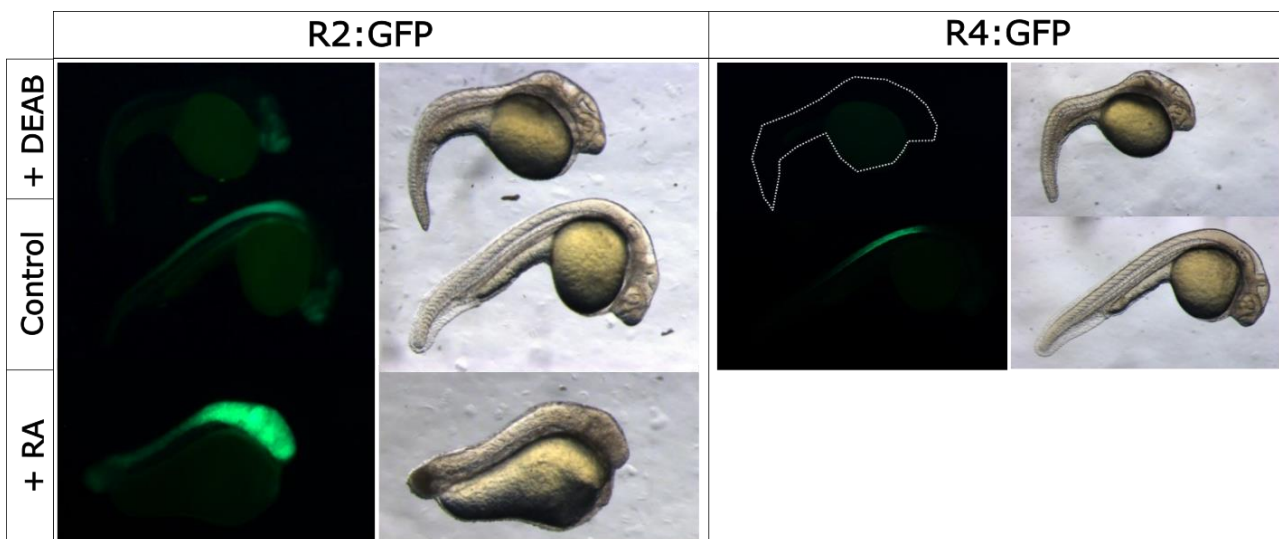 R2:GFP
R4:GFP
+ DEAB
Control
+ RA